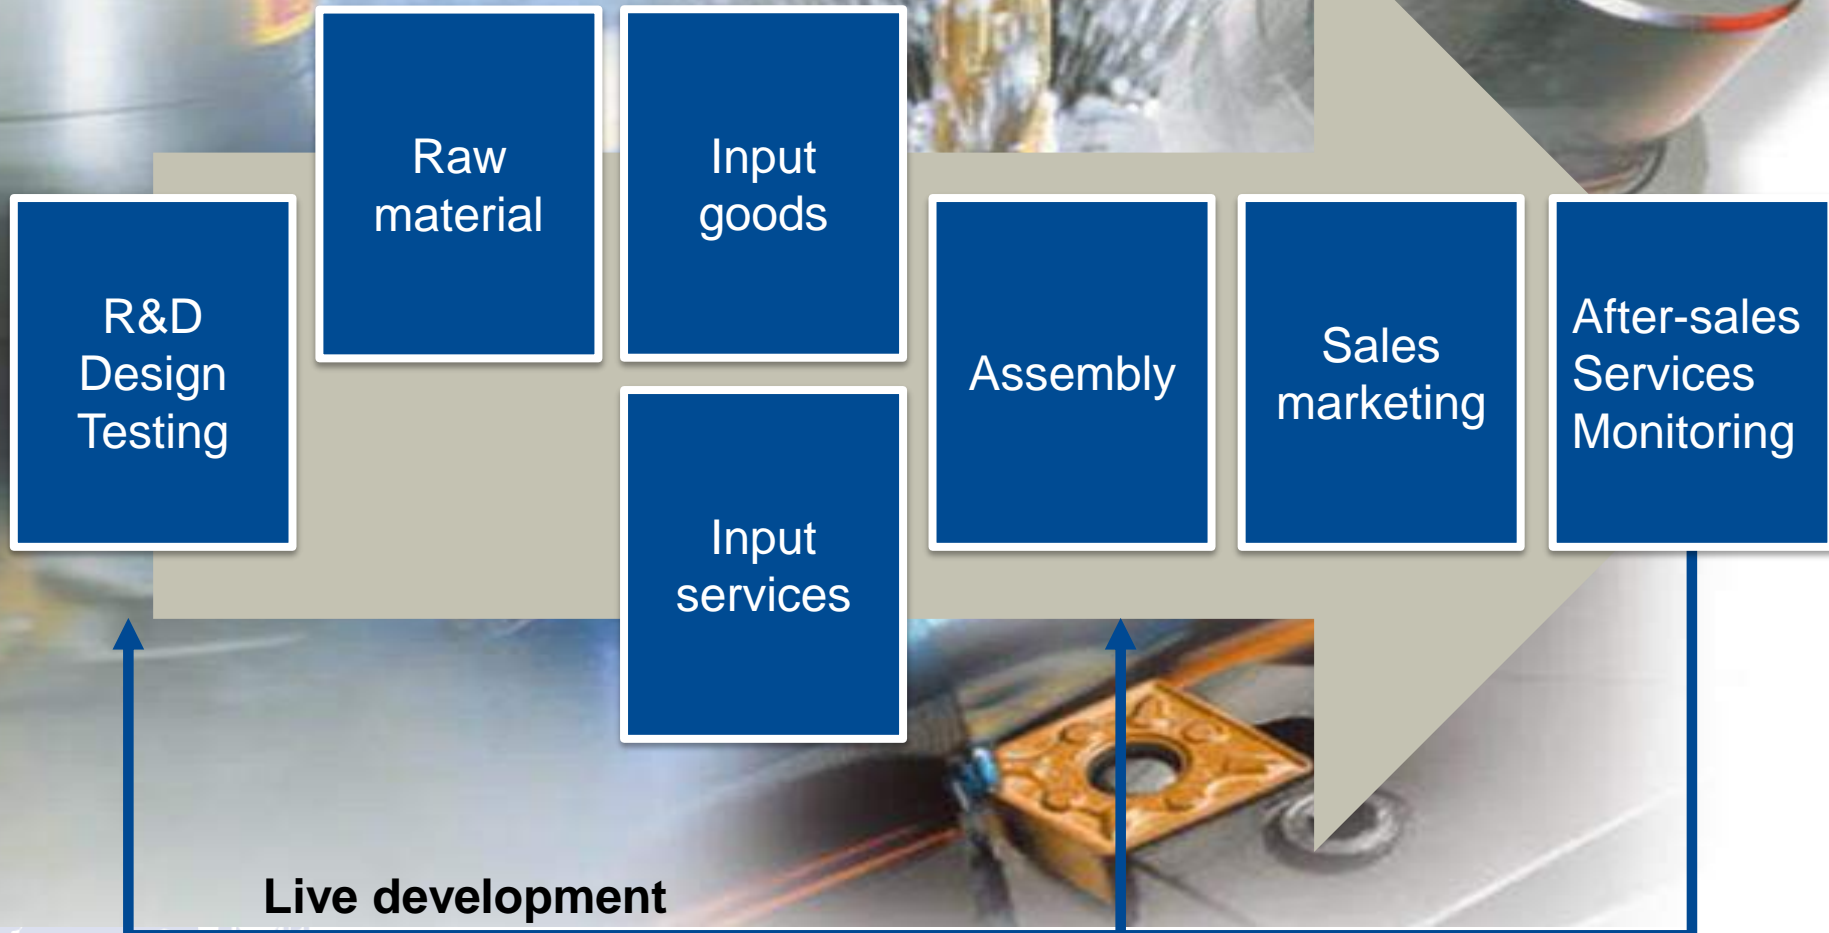 R&D
Design
Testing
Raw
material
Input
goods
Input
services
Assembly
Sales
marketing
After-sales
Services
Monitoring
Live development